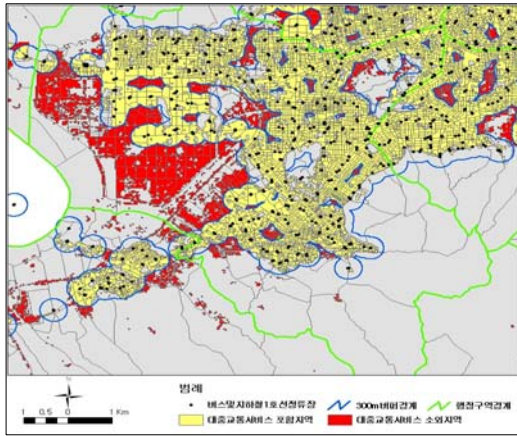 범례
버스및지하철1호선정류장
300m버퍼경계
행정구역경계
대중교통서비스 포함지역
대중교통서비스 소외지역
1 0.5 0 1 Km